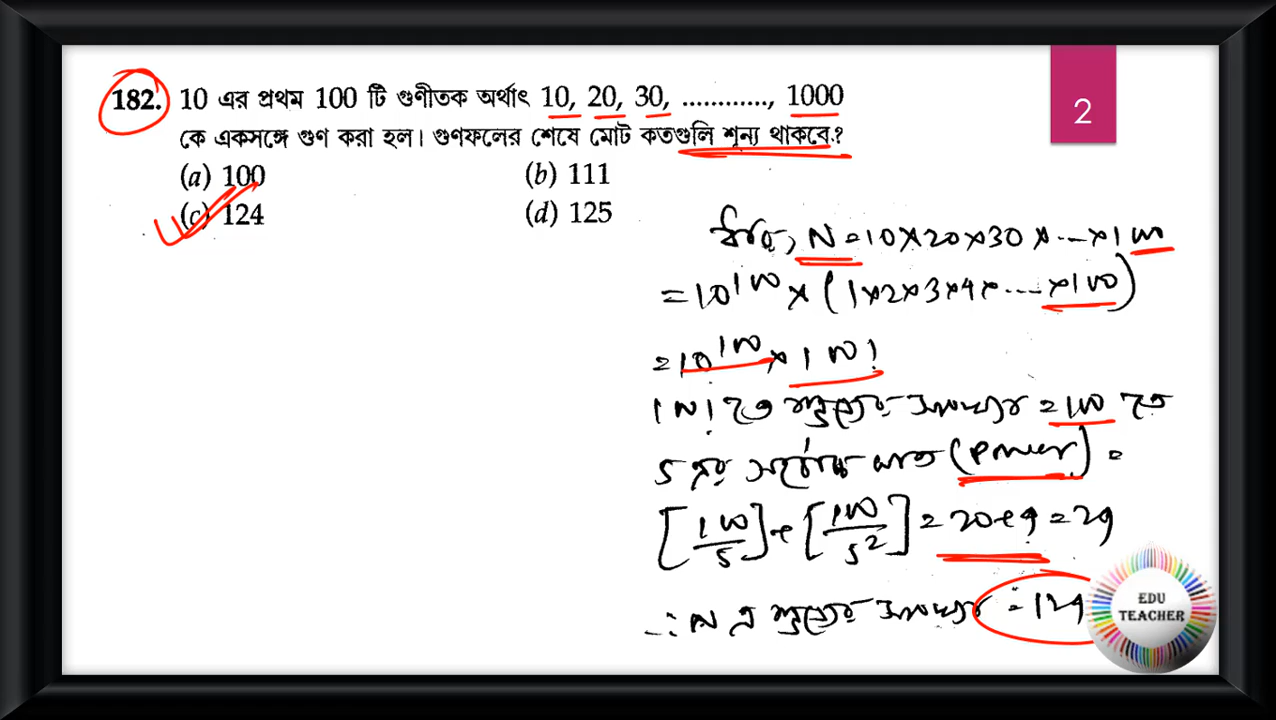 2
182. 10 এর প্রথম 100 টি গুণীতক অর্থাৎ 10, 20, 30, ............, 1000
কে একসঙ্গে গুণ করা হল। গুণফলের শেষে মোট কতগুলি শূন্য থাকবে?
(a) 100 (b) 111
(c) 124 (d) 125
ধরি, N = 10×20×30×...×1000
= 10^100 × (1×2×3×4×...×100)
= 10^100 × 100!
100! তে শূন্যের সংখ্যা = 100 তে
5 এর সর্বোচ্চ ঘাত (Power) =
[100/5] + [100/5^2] = 20+4 = 24
∴ N এ শূন্যের সংখ্যা = 124
EDU
TEACHER